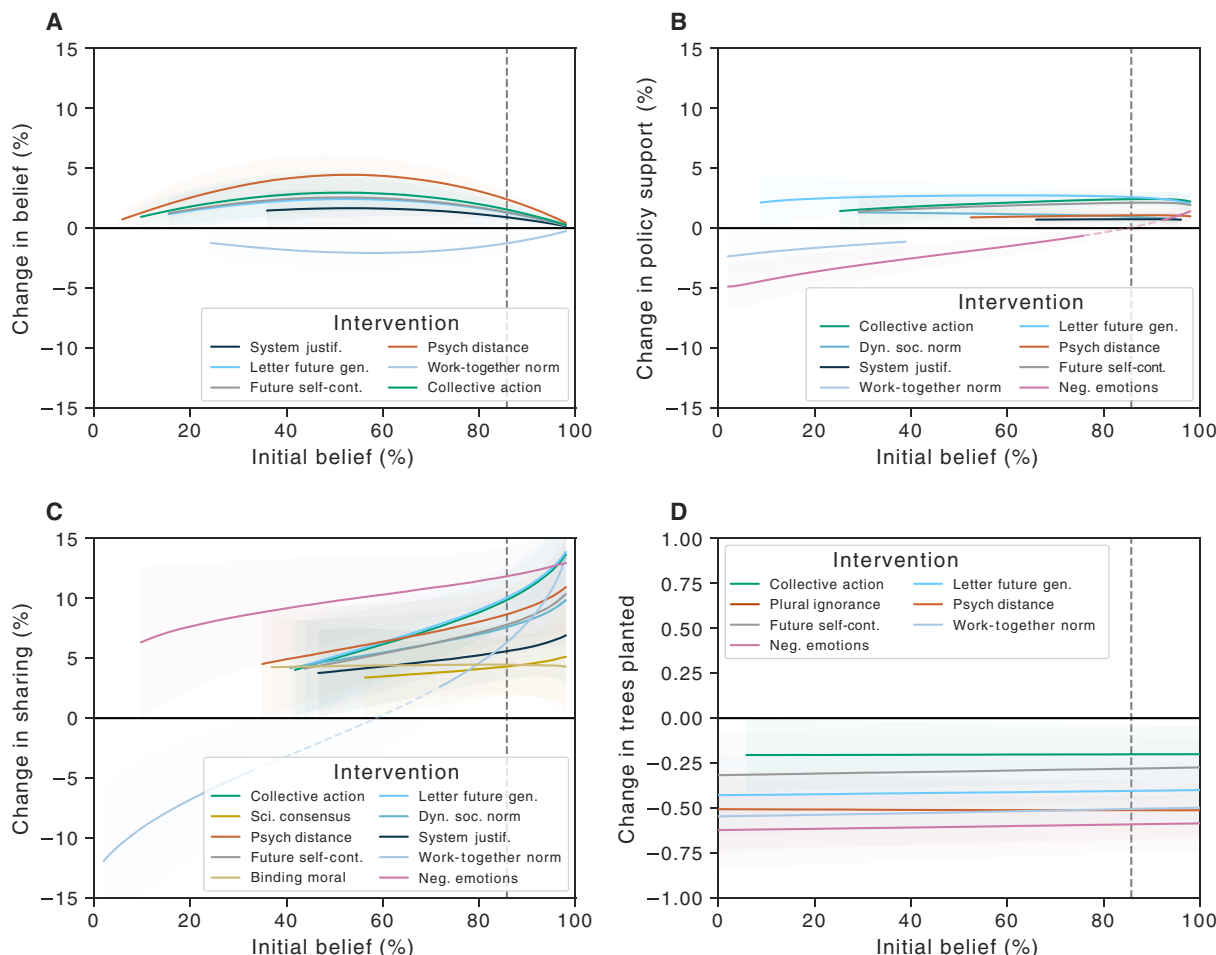 A
Change in belief (%)
15
10
5
0
−5
−10
−15
Intervention
System justif.
Psych distance
Letter future gen.
Work-together norm
Future self-cont.
Collective action
0 20 40 60 80 100
Initial belief (%)
B
Change in policy support (%)
15
10
5
0
−5
−10
−15
Intervention
Collective action
Letter future gen.
Dyn. soc. norm
Psych distance
System justif.
Future self-cont.
Work-together norm
Neg. emotions
0 20 40 60 80 100
Initial belief (%)
C
Change in sharing (%)
15
10
5
0
−5
−10
−15
Intervention
Collective action
Letter future gen.
Sci. consensus
Dyn. soc. norm
Psych distance
System justif.
Future self-cont.
Work-together norm
Binding moral
Neg. emotions
0 20 40 60 80 100
Initial belief (%)
D
Change in trees planted
1.00
0.75
0.50
0.25
0.00
−0.25
−0.50
−0.75
−1.00
Intervention
Collective action
Letter future gen.
Plural ignorance
Psych distance
Future self-cont.
Work-together norm
Neg. emotions
0 20 40 60 80 100
Initial belief (%)